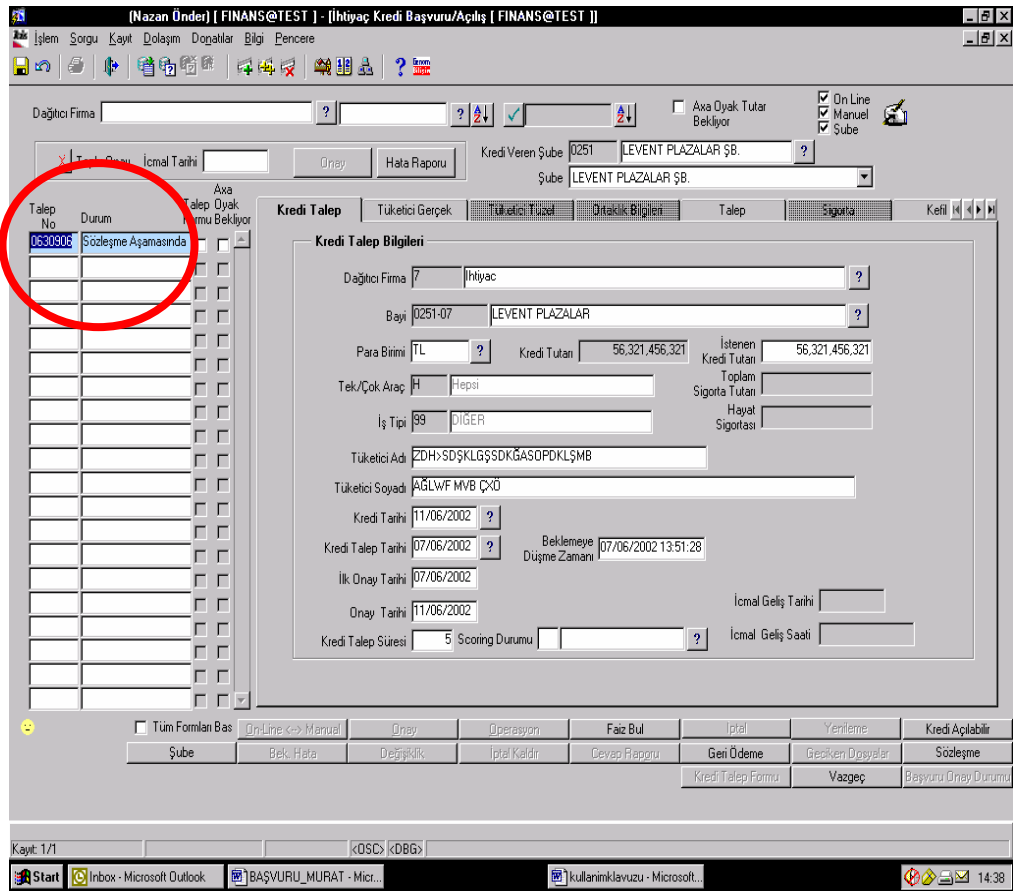 (Nazan Önder) [ FINANS@TEST ] - [İhtiyaç Kredi Başvuru/Açılış [ FINANS@TEST ]]
İşlem Sorgu Kayıt Dolaşım Donatılar Bilgi Pencere
Dağıtıcı Firma ? ? Axa Oyak Tutar Bekliyor
On Line
Manuel
Şube
Toplu Onay İcmal Tarihi Onay Hata Raporu
Kredi Veren Şube 0251 LEVENT PLAZALAR ŞB. ?
Şube LEVENT PLAZALAR ŞB.
Talep No Durum Talep Formu Axa Oyak Bekliyor
0630906 Sözleşme Aşamasında
Kredi Talep Tüketici Gerçek Tüketici Tüzel Ortaklık Bilgileri Talep Sigorta Kefil
Kredi Talep Bilgileri
Dağıtıcı Firma 7 İhtiyac ?
Bayi 0251-07 LEVENT PLAZALAR ?
Para Birimi TL ? Kredi Tutarı 56,321,456,321 İstenen Kredi Tutarı 56,321,456,321
Tek/Çok Araç H Hepsi Toplam Sigorta Tutarı
İş Tipi 99 DİĞER Hayat Sigortası
Tüketici Adı ZDH>SDŞKLGŞSDKĞASOPDKLŞMB
Tüketici Soyadı AĞLWF MVB ÇXÖ
Kredi Tarihi 11/06/2002 ?
Kredi Talep Tarihi 07/06/2002 ? Beklemeye Düşme Zamanı 07/06/2002 13:51:28
İlk Onay Tarihi 07/06/2002
Onay Tarihi 11/06/2002 İcmal Geliş Tarihi
Kredi Talep Süresi 5 Scoring Durumu ? İcmal Geliş Saati
Tüm Formları Bas On-Line <--> Manual Onay Operasyon Faiz Bul Iptal Yenileme Kredi Açılabilir
Şube Bek. Hata Değişiklik İptal Kaldır Cevap Raporu Geri Ödeme Geciken Dosyalar Sözleşme
Kredi Talep Formu Vazgeç Başvuru Onay Durumu
Kayıt: 1/1 <OSC> <DBG>
Start Inbox - Microsoft Outlook BAŞVURU_MURAT - Micr... kullanimklavuzu - Microsoft... 14:38